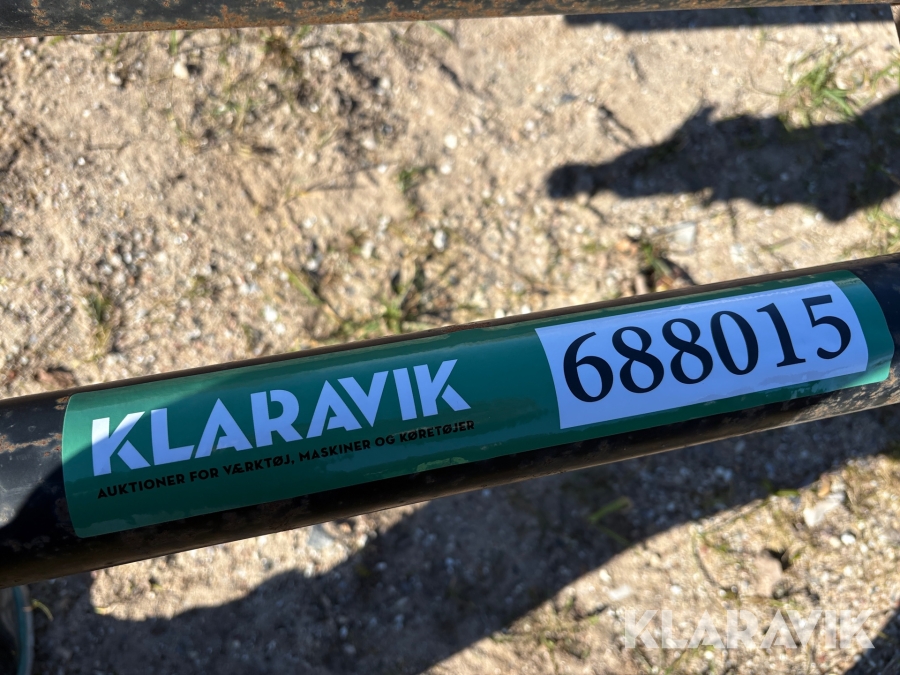 KLARAVIK
AUKTIONER FOR VÆRKTØJ, MASKINER OG KØRETØJER
688015
KLARAVIK